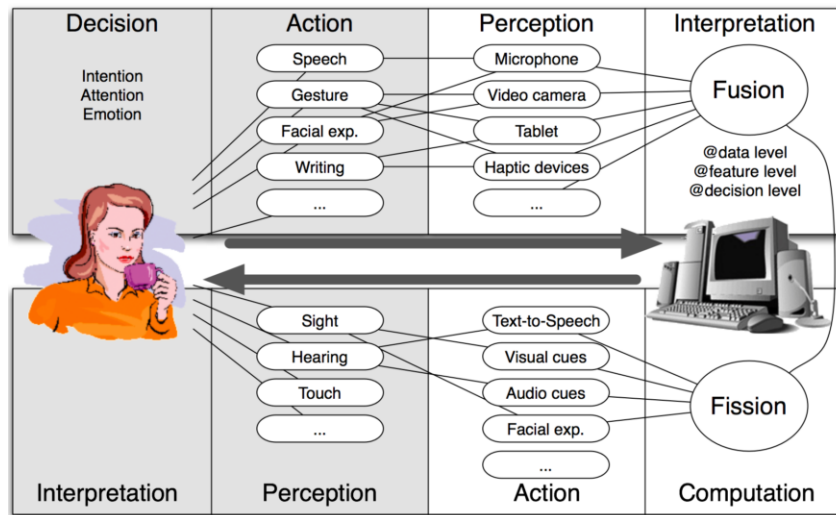 Decision
Action
Perception
Interpretation
Intention
Attention
Emotion
Speech
Gesture
Facial exp.
Writing
...
Microphone
Video camera
Tablet
Haptic devices
...
Fusion
@data level
@feature level
@decision level
Sight
Hearing
Touch
...
Text-to-Speech
Visual cues
Audio cues
Facial exp.
...
Fission
Interpretation
Perception
Action
Computation